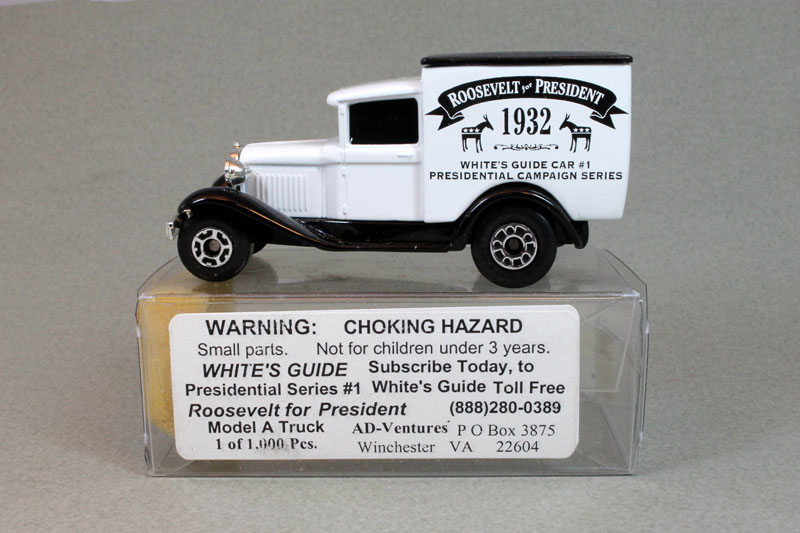 ROOSEVELT for PRESIDENT
1932
WHITE'S GUIDE CAR #1
PRESIDENTIAL CAMPAIGN SERIES
WARNING: CHOKING HAZARD
Small parts. Not for children under 3 years.
WHITE'S GUIDE Subscribe Today, to
Presidential Series #1 White's Guide Toll Free
Roosevelt for President (888)280-0389
Model A Truck AD-Ventures P O Box 3875
1 of 1,000 Pcs. Winchester VA 22604